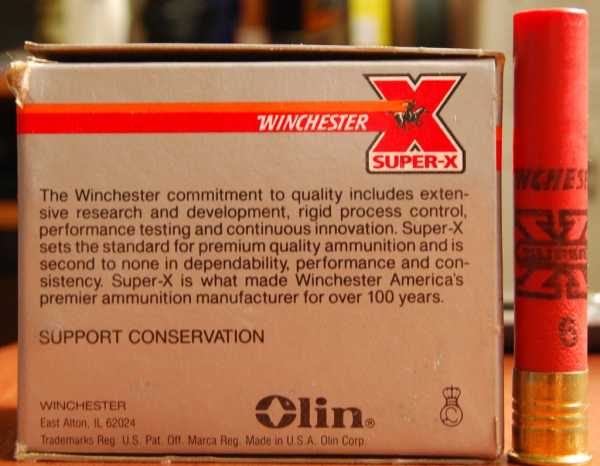 X
WINCHESTER
SUPER-X
The Winchester commitment to quality includes exten-
sive research and development, rigid process control,
performance testing and continuous innovation. Super-X
sets the standard for premium quality ammunition and is
second to none in dependability, performance and con-
sistency. Super-X is what made Winchester America's
premier ammunition manufacturer for over 100 years.
SUPPORT CONSERVATION
WINCHESTER
East Alton, IL 62024
Trademarks Reg. U.S. Pat. Off. Marca Reg. Made in U.S.A. Olin Corp.
Olin®
WINCHESTER
X
SUPER
6